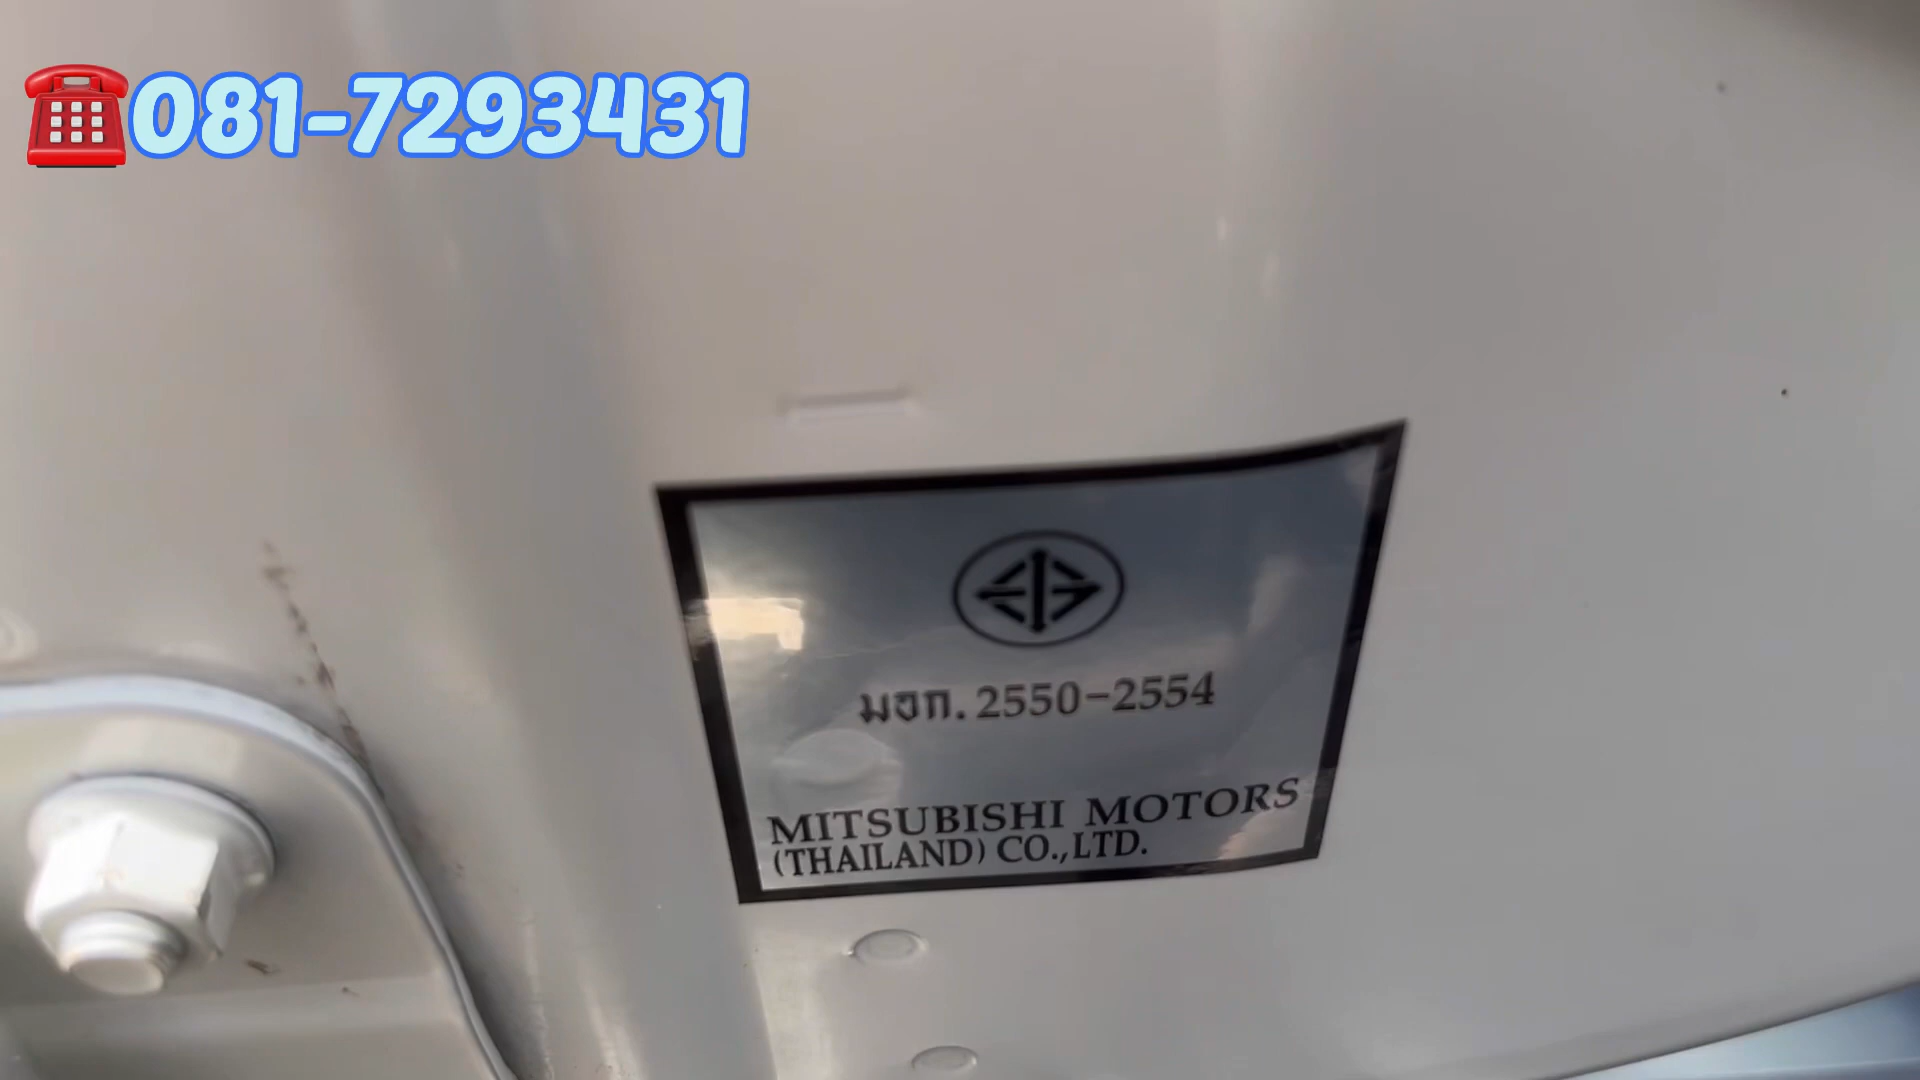 ☎081-7293431
มอก. 2550-2554
MITSUBISHI MOTORS
(THAILAND) CO., LTD.